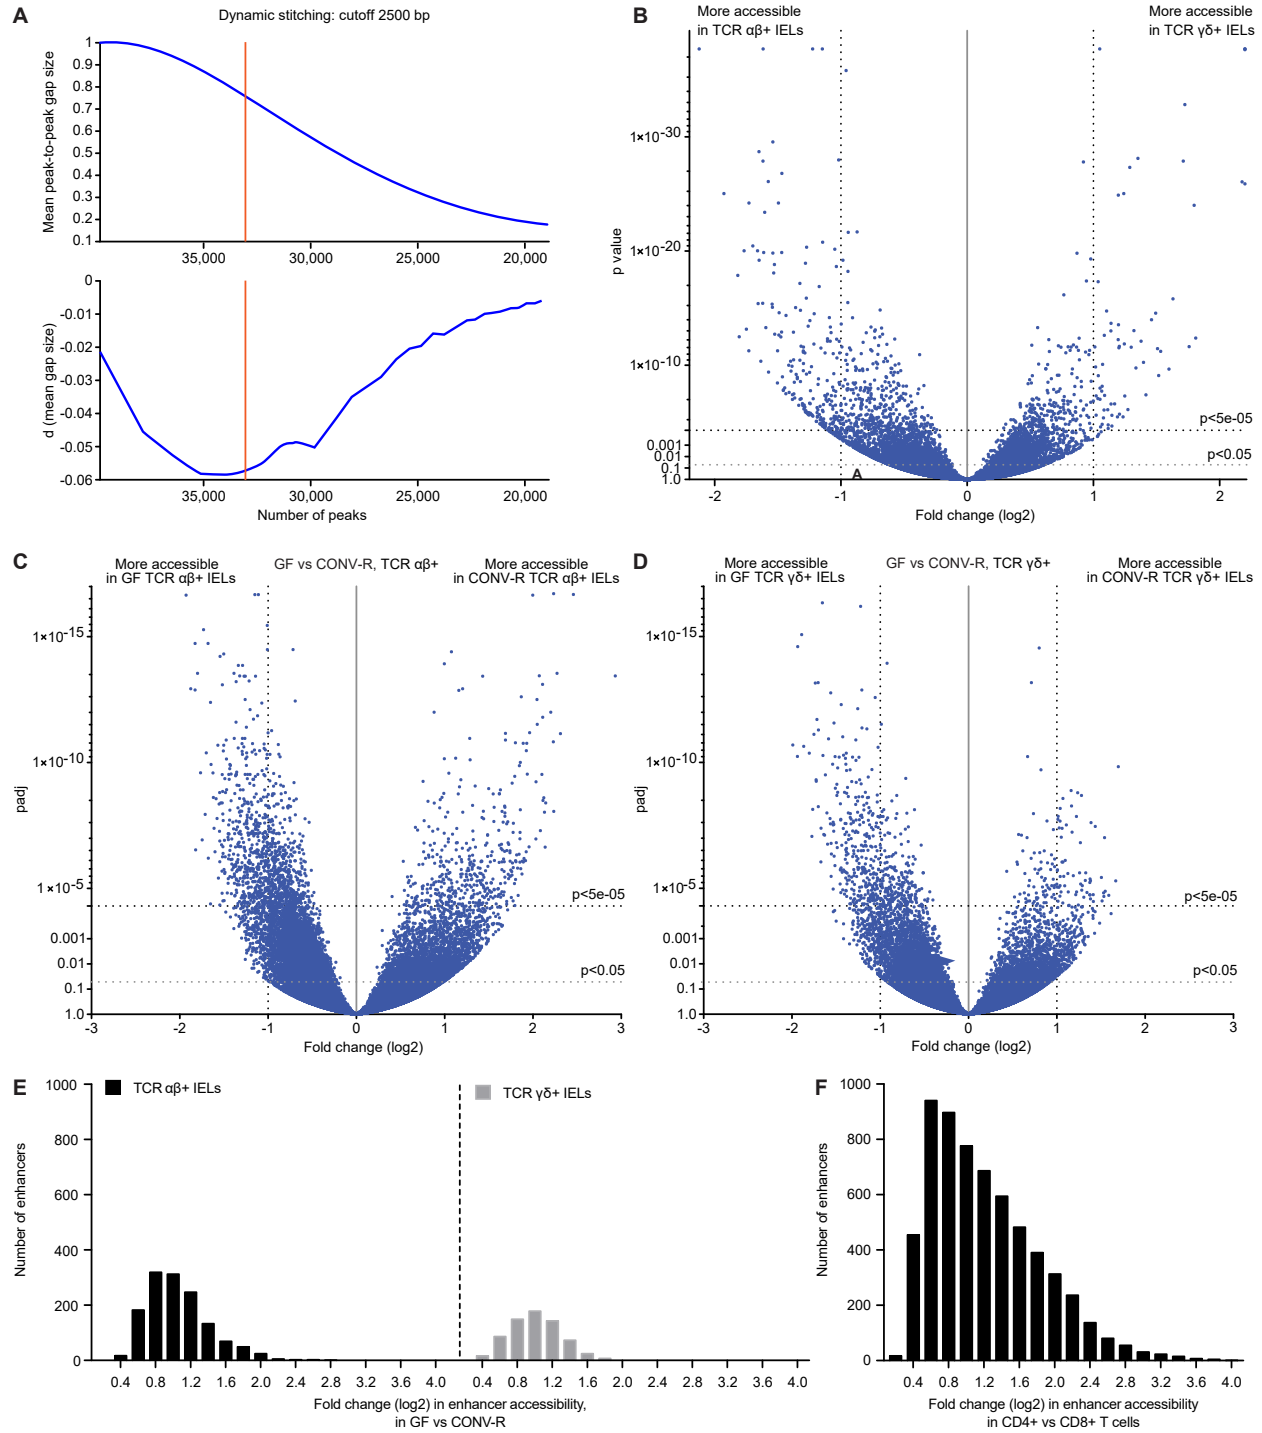 A
Dynamic stitching: cutoff 2500 bp
Mean peak-to-peak gap size
1
0.9
0.8
0.7
0.6
0.5
0.4
0.3
0.2
0.1
35,000
30,000
25,000
20,000
d (mean gap size)
0
-0.01
-0.02
-0.03
-0.04
-0.05
-0.06
35,000
30,000
25,000
20,000
Number of peaks
B
More accessible
in TCR αβ+ IELs
More accessible
in TCR γδ+ IELs
p value
1×10-30
1×10-20
1×10-10
0.001
0.01
0.1
1.0
p<5e-05
p<0.05
A
-2
-1
0
1
2
Fold change (log2)
C
More accessible
in GF TCR αβ+ IELs
GF vs CONV-R, TCR αβ+
More accessible
in CONV-R TCR αβ+ IELs
padj
1×10-15
1×10-10
1×10-5
0.001
0.01
0.1
1.0
p<5e-05
p<0.05
-3
-2
-1
0
1
2
3
Fold change (log2)
D
More accessible
in GF TCR γδ+ IELs
GF vs CONV-R, TCR γδ+
More accessible
in CONV-R TCR γδ+ IELs
padj
1×10-15
1×10-10
1×10-5
0.001
0.01
0.1
1.0
p<5e-05
p<0.05
-3
-2
-1
0
1
2
3
Fold change (log2)
E
TCR αβ+ IELs
TCR γδ+ IELs
Number of enhancers
1000
800
600
400
200
0
0.4 0.8 1.2 1.6 2.0 2.4 2.8 3.2 3.6 4.0
0.4 0.8 1.2 1.6 2.0 2.4 2.8 3.2 3.6 4.0
Fold change (log2) in enhancer accessibility,
in GF vs CONV-R
F
Number of enhancers
1000
800
600
400
200
0
0.4 0.8 1.2 1.6 2.0 2.4 2.8 3.2 3.6 4.0
Fold change (log2) in enhancer accessibility
in CD4+ vs CD8+ T cells